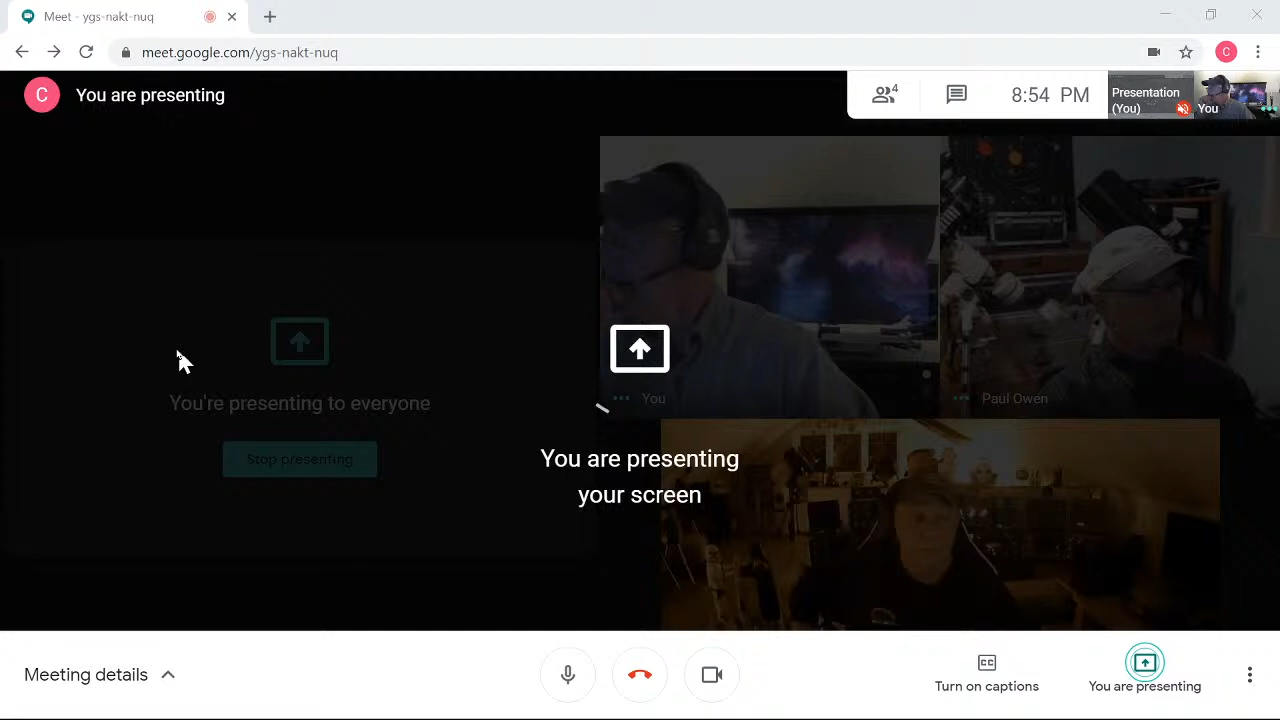 Meet - ygs-nakt-nuq
meet.google.com/ygs-nakt-nuq
C
C
You are presenting
4
8:54 PM
Presentation
(You)
You
You
Paul Owen
You're presenting to everyone
Stop presenting
You are presenting
your screen
Meeting details
CC
Turn on captions
You are presenting